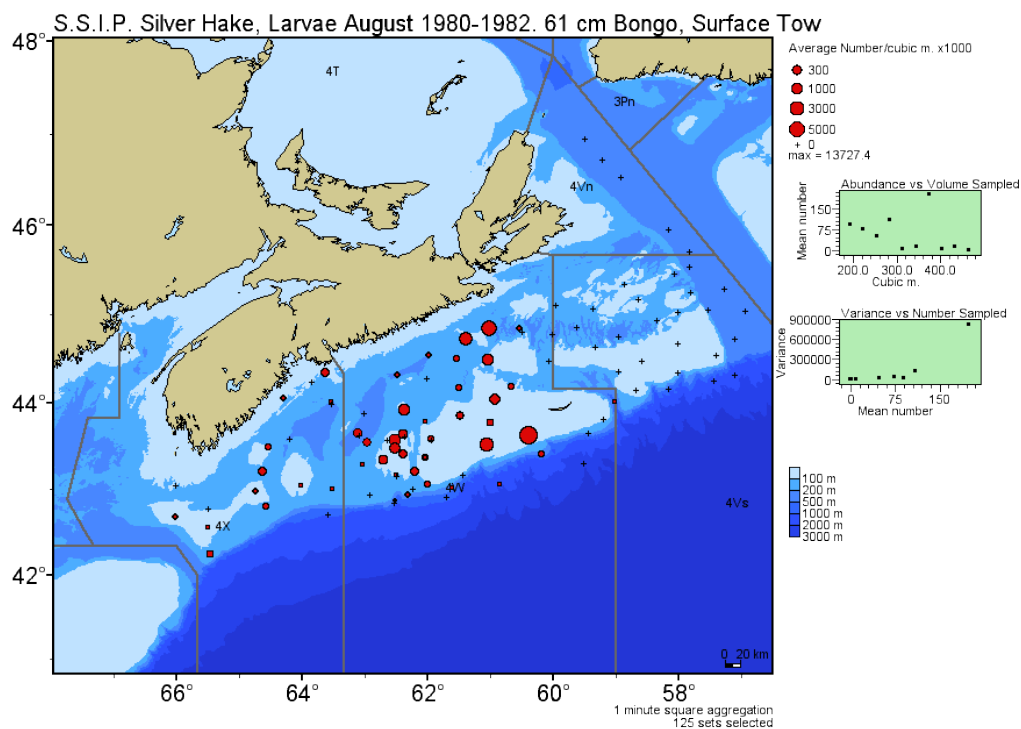 S.S.I.P. Silver Hake, Larvae August 1980-1982. 61 cm Bongo, Surface Tow
48°
46°
44°
42°
66°
64°
62°
60°
58°
4T
3Pn
4Vn
4W
4X
4Vs
0 20 km
1 minute square aggregation
125 sets selected
Average Number/cubic m. x1000
300
1000
3000
5000
0
max = 13727.4
Abundance vs Volume Sampled
Mean number
150
75
0
200.0 300.0 400.0
Cubic m.
Variance vs Number Sampled
Variance
900000
600000
300000
0
0 50 100 150
Mean number
100 m
200 m
500 m
1000 m
2000 m
3000 m